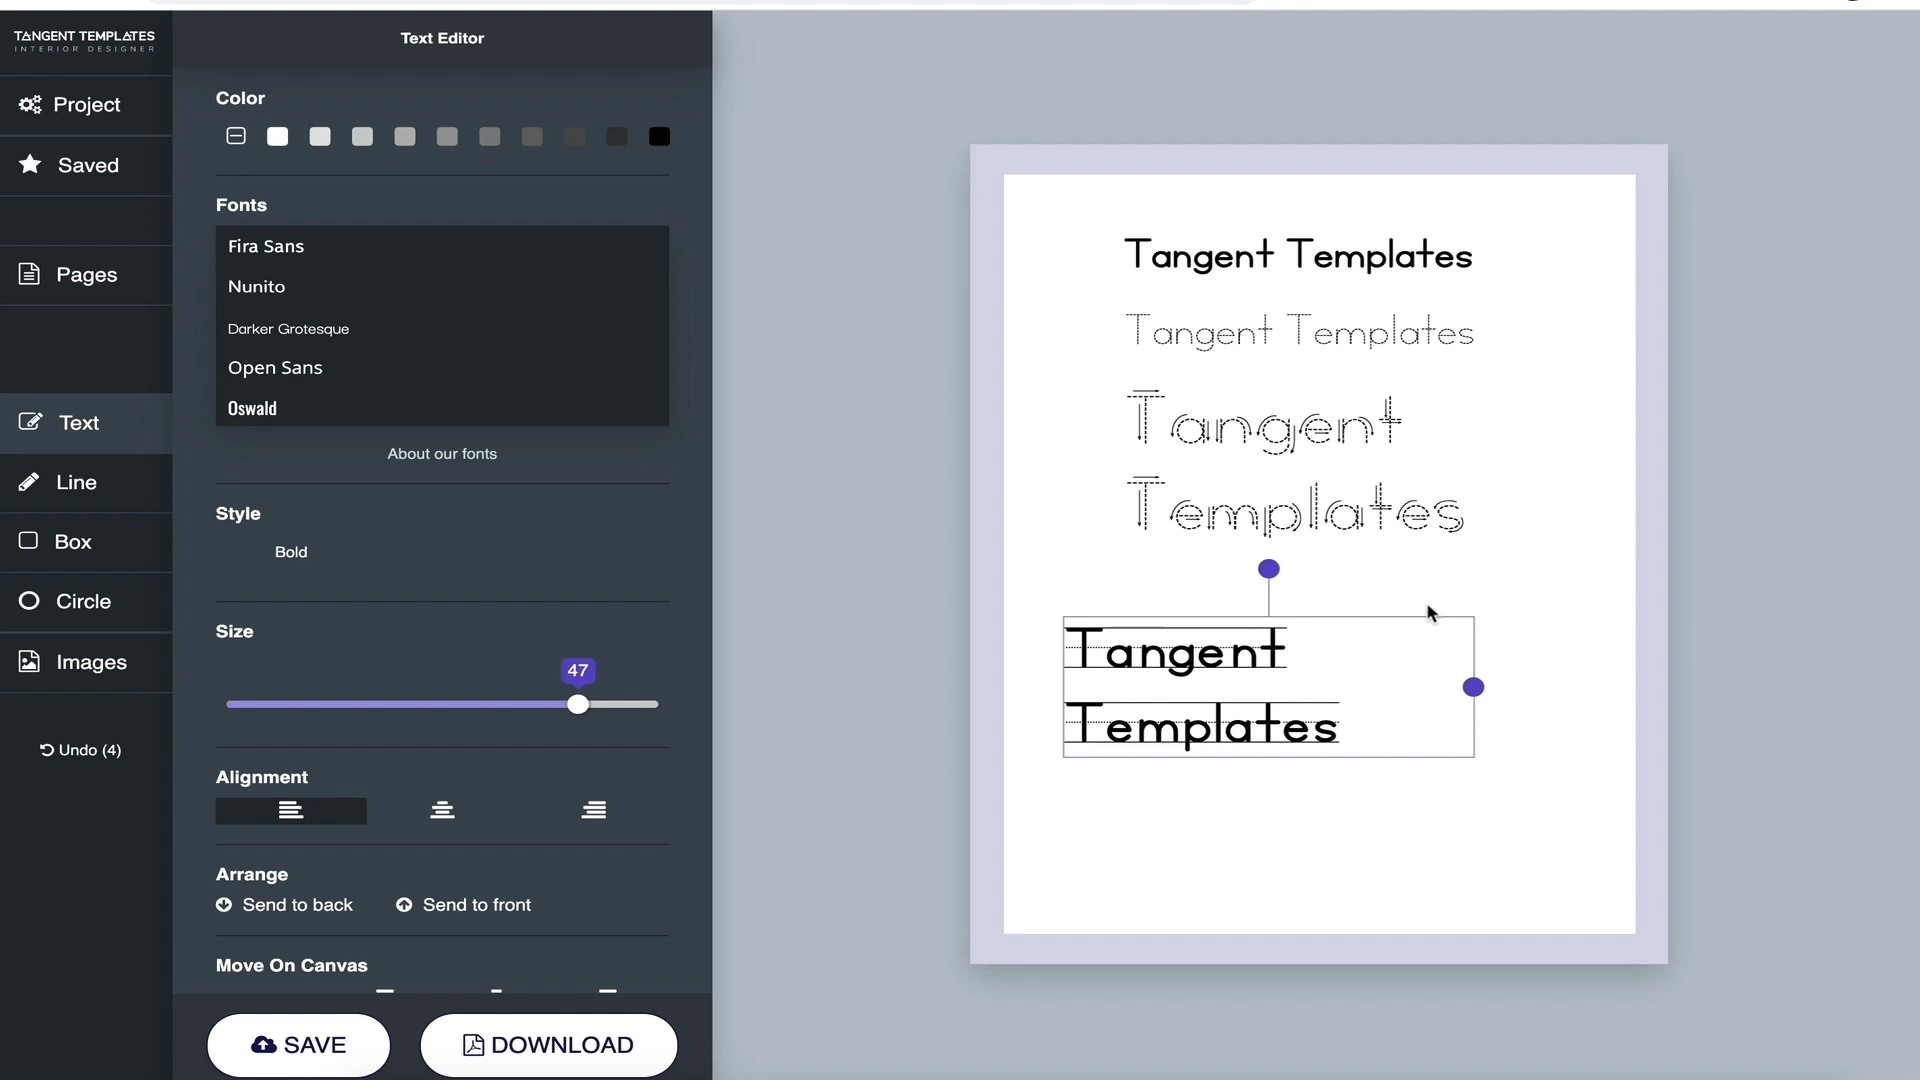 TANGENT TEMPLATES
INTERIOR DESIGNER
Project
Saved
Pages
Text
Line
Box
Circle
Images
Undo (4)
Text Editor
Color
Fonts
Fira Sans
Nunito
Darker Grotesque
Open Sans
Oswald
About our fonts
Style
Bold
Size
47
Alignment
Arrange
Send to back Send to front
Move On Canvas
SAVE DOWNLOAD
Tangent Templates
Tangent Templates
Tangent
Templates
Tangent
Templates